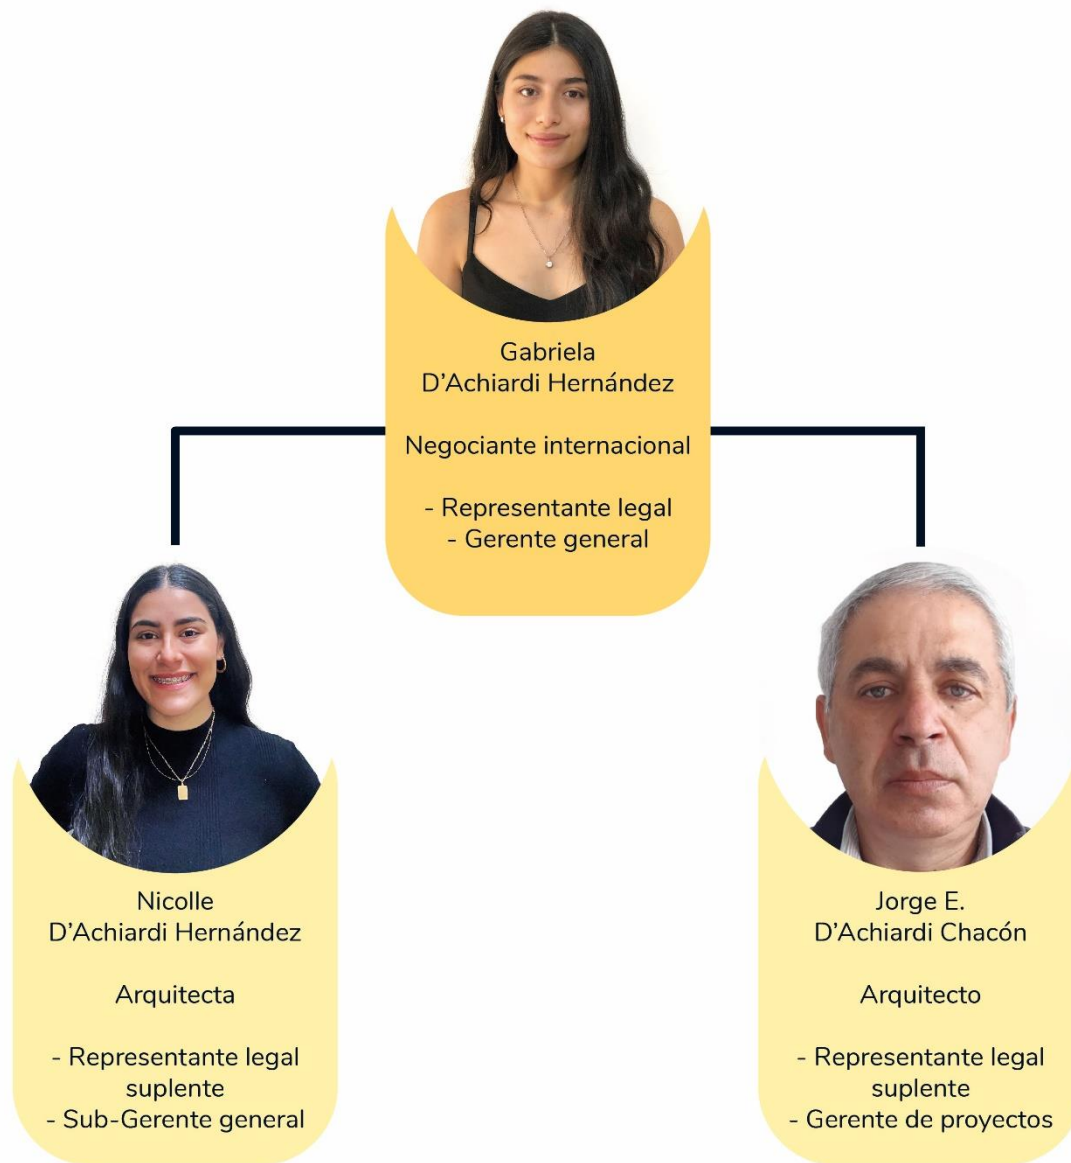 Gabriela
D’Achiardi Hernández
Negociante internacional
- Representante legal
- Gerente general
Nicolle
D’Achiardi Hernández
Arquitecta
- Representante legal
suplente
- Sub-Gerente general
Jorge E.
D’Achiardi Chacón
Arquitecto
- Representante legal
suplente
- Gerente de proyectos